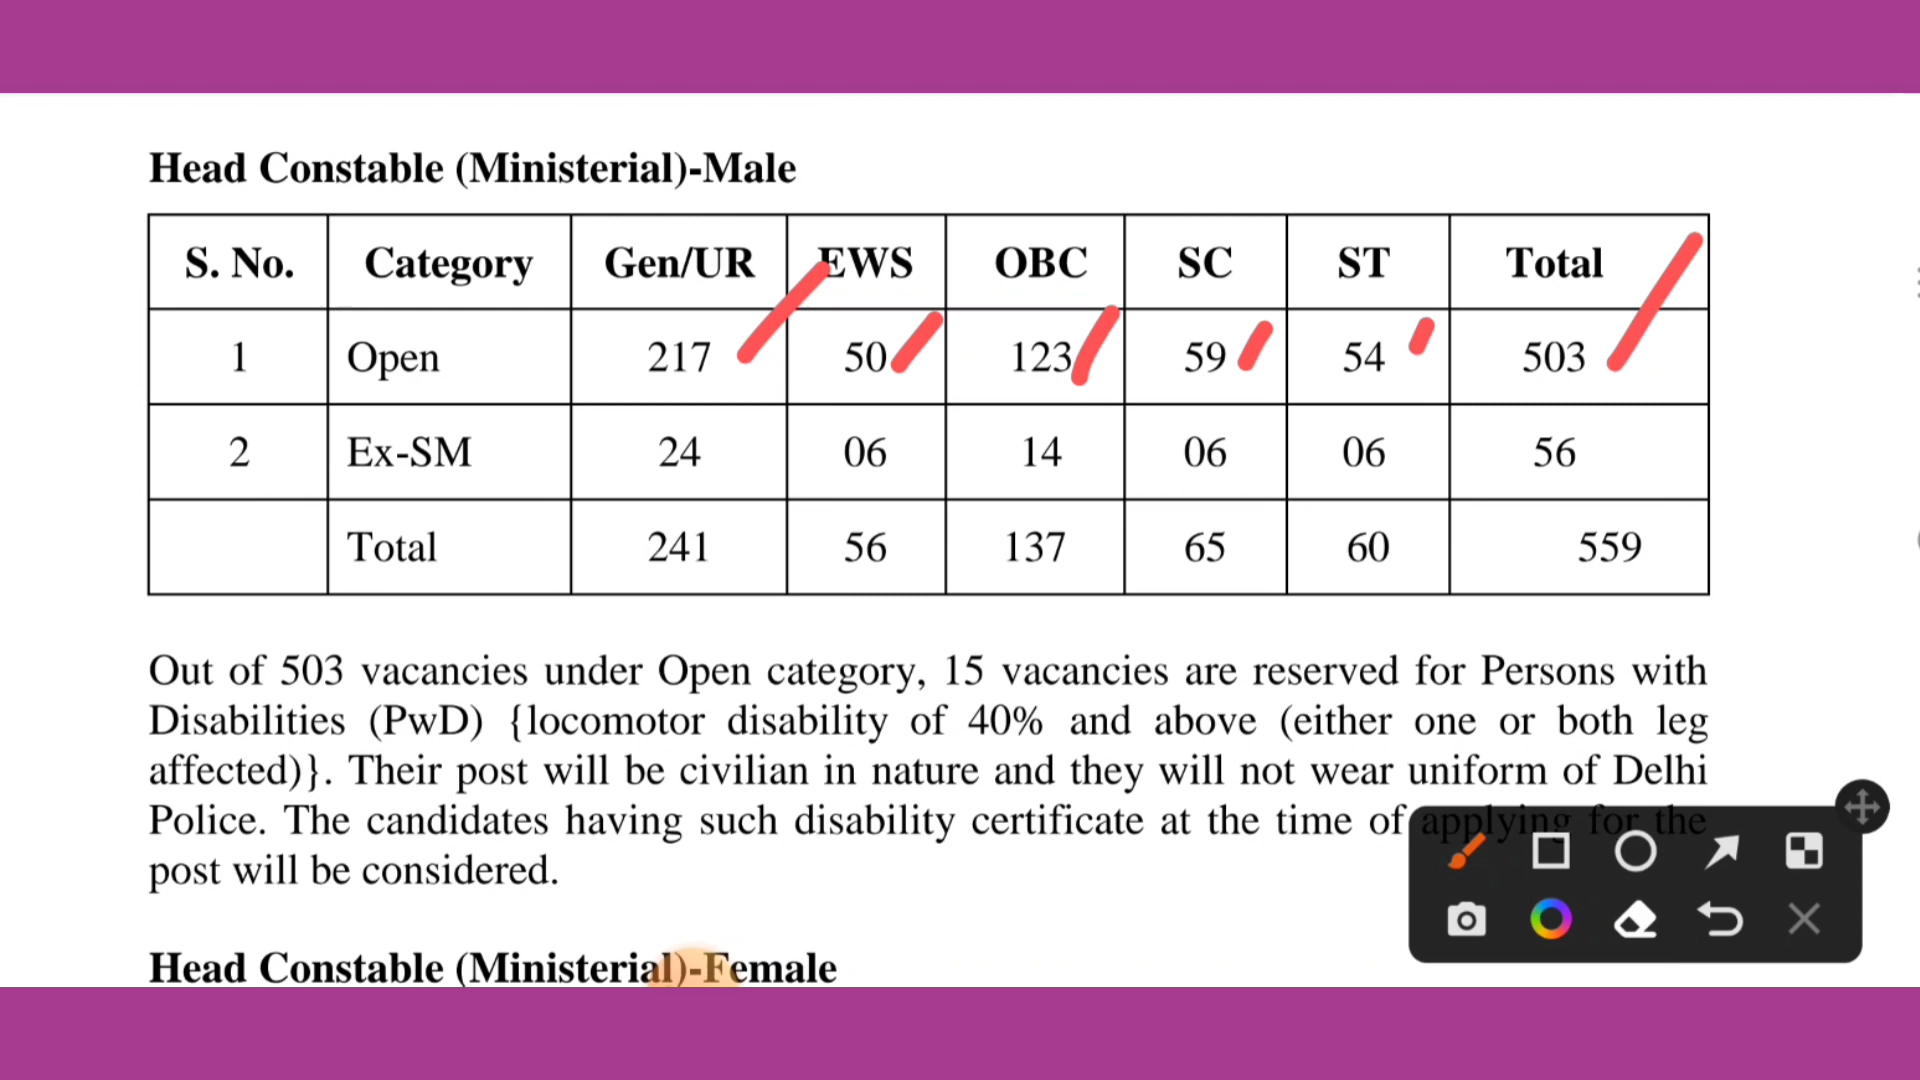 Head Constable (Ministerial)-Male
S. No. Category Gen/UR EWS OBC SC ST Total
1 Open 217 50 123 59 54 503
2 Ex-SM 24 06 14 06 06 56
Total 241 56 137 65 60 559
Out of 503 vacancies under Open category, 15 vacancies are reserved for Persons with
Disabilities (PwD) {locomotor disability of 40% and above (either one or both leg
affected)}. Their post will be civilian in nature and they will not wear uniform of Delhi
Police. The candidates having such disability certificate at the time of applying for the
post will be considered.
Head Constable (Ministerial)-Female